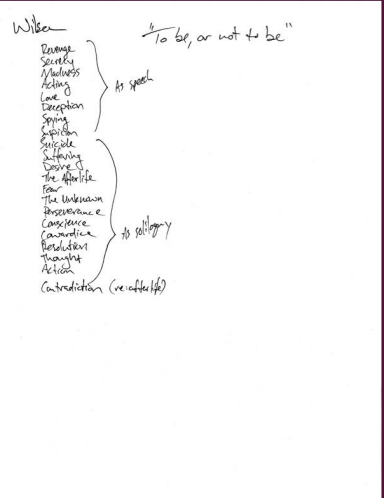 Wilson
"To be, or not to be"
Revenge
Secrecy
Madness
Acting
Love
Deception
Spying
Suspicion
As speech
Suicide
Suffering
Desire
The Afterlife
Fear
The Unknown
Perseverance
Conscience
Cowardice
Resolution
Thought
Action
As soliloquy
Contradiction (re: afterlife)